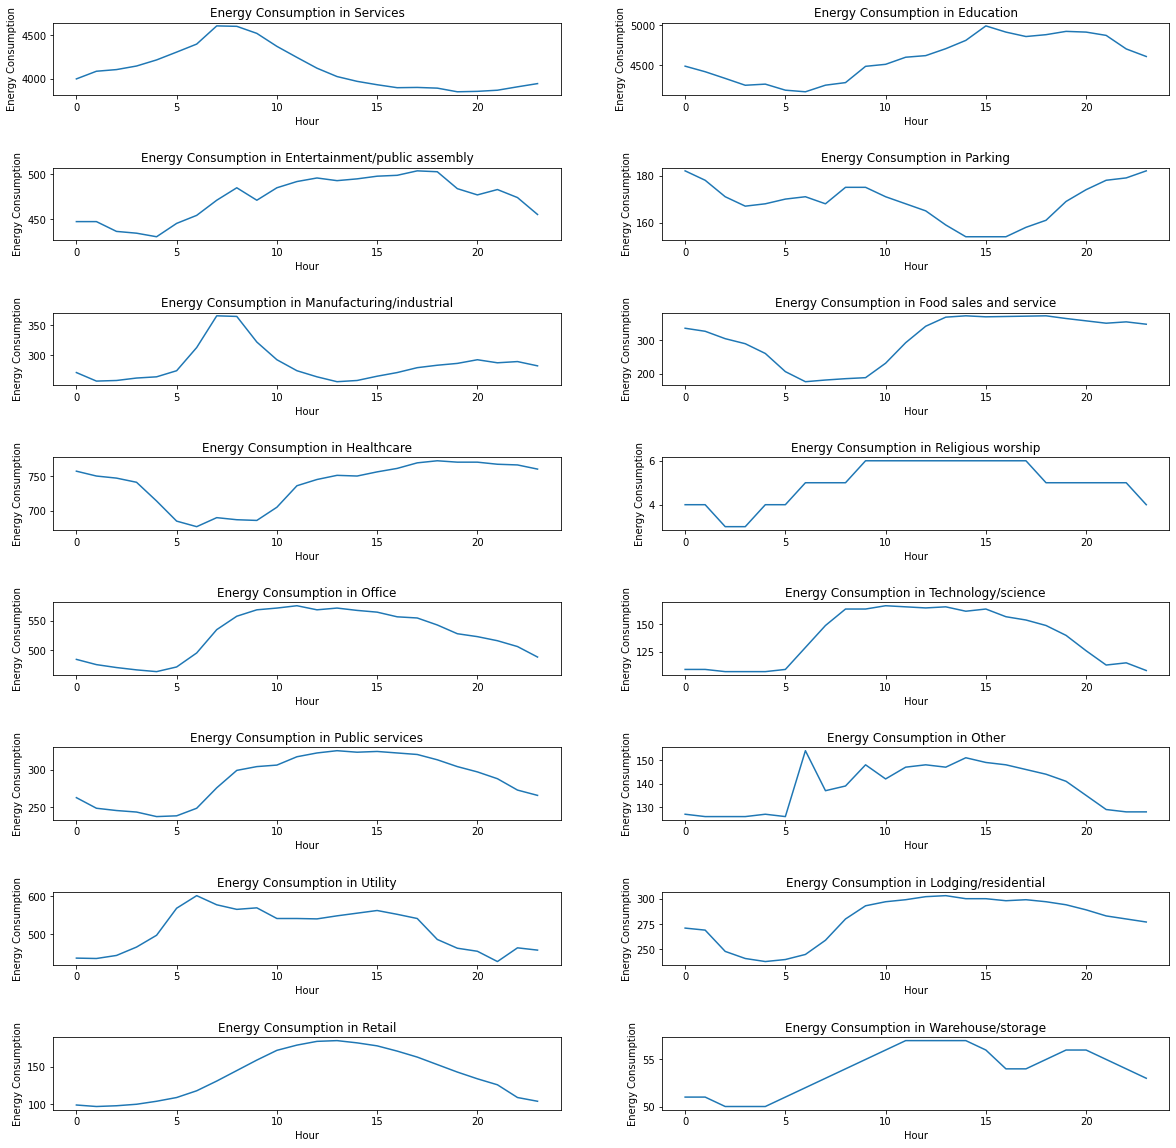 Energy Consumption in Services
Energy Consumption
4500
4000
0 5 10 15 20
Hour
Energy Consumption in Education
Energy Consumption
5000
4500
0 5 10 15 20
Hour
Energy Consumption in Entertainment/public assembly
Energy Consumption
500
450
0 5 10 15 20
Hour
Energy Consumption in Parking
Energy Consumption
180
160
0 5 10 15 20
Hour
Energy Consumption in Manufacturing/industrial
Energy Consumption
350
300
0 5 10 15 20
Hour
Energy Consumption in Food sales and service
Energy Consumption
300
200
0 5 10 15 20
Hour
Energy Consumption in Healthcare
Energy Consumption
750
700
0 5 10 15 20
Hour
Energy Consumption in Religious worship
Energy Consumption
6
4
0 5 10 15 20
Hour
Energy Consumption in Office
Energy Consumption
550
500
0 5 10 15 20
Hour
Energy Consumption in Technology/science
Energy Consumption
150
125
0 5 10 15 20
Hour
Energy Consumption in Public services
Energy Consumption
300
250
0 5 10 15 20
Hour
Energy Consumption in Other
Energy Consumption
150
140
130
0 5 10 15 20
Hour
Energy Consumption in Utility
Energy Consumption
600
500
0 5 10 15 20
Hour
Energy Consumption in Lodging/residential
Energy Consumption
300
275
250
0 5 10 15 20
Hour
Energy Consumption in Retail
Energy Consumption
150
100
0 5 10 15 20
Hour
Energy Consumption in Warehouse/storage
Energy Consumption
55
50
0 5 10 15 20
Hour